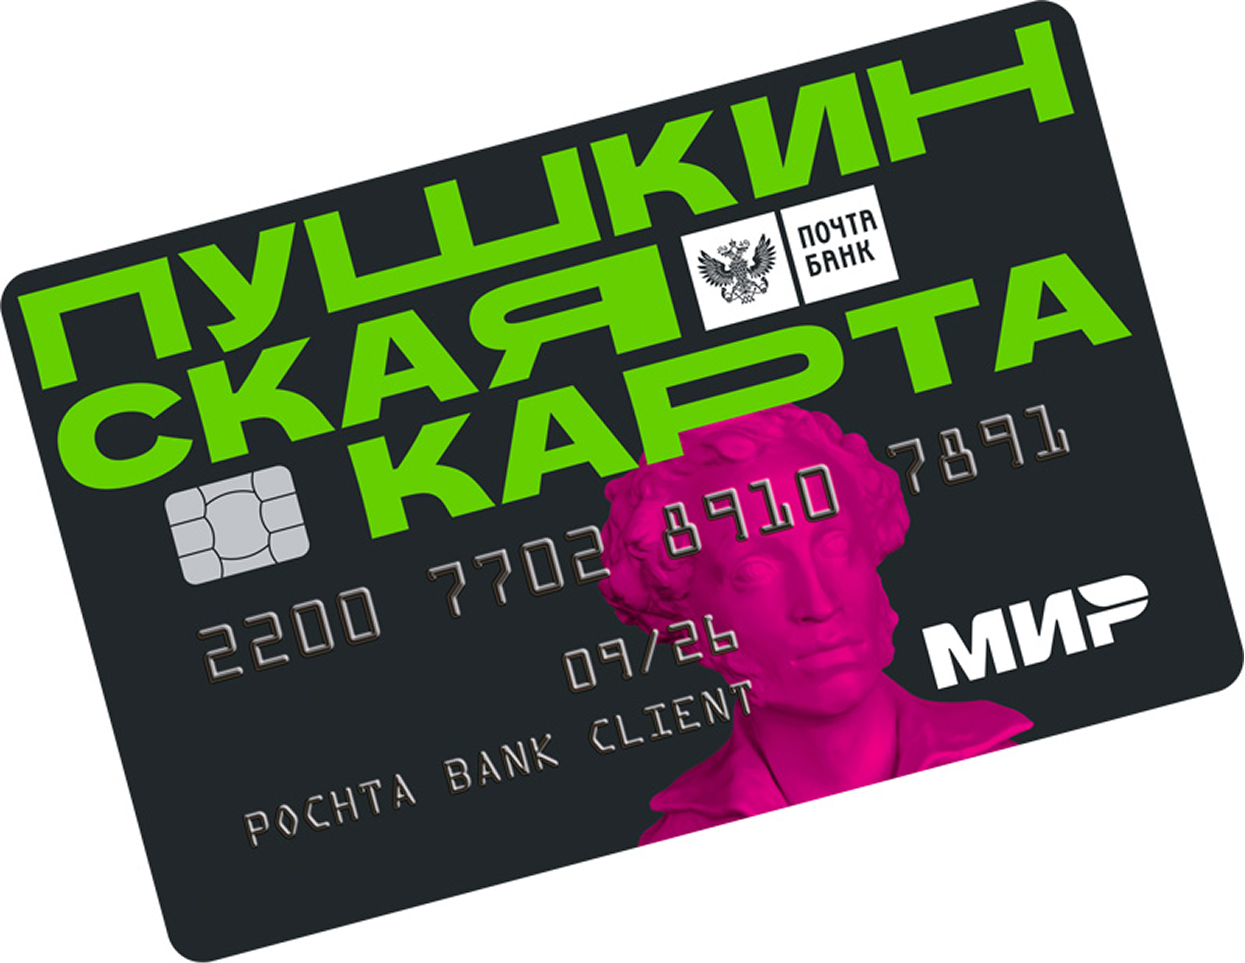 ПУШКИН
СКАЯ
ПОЧТА
БАНК
КАРТА
2200 7702 8910 7891
09/26
POCHTA BANK CLIENT
МИР